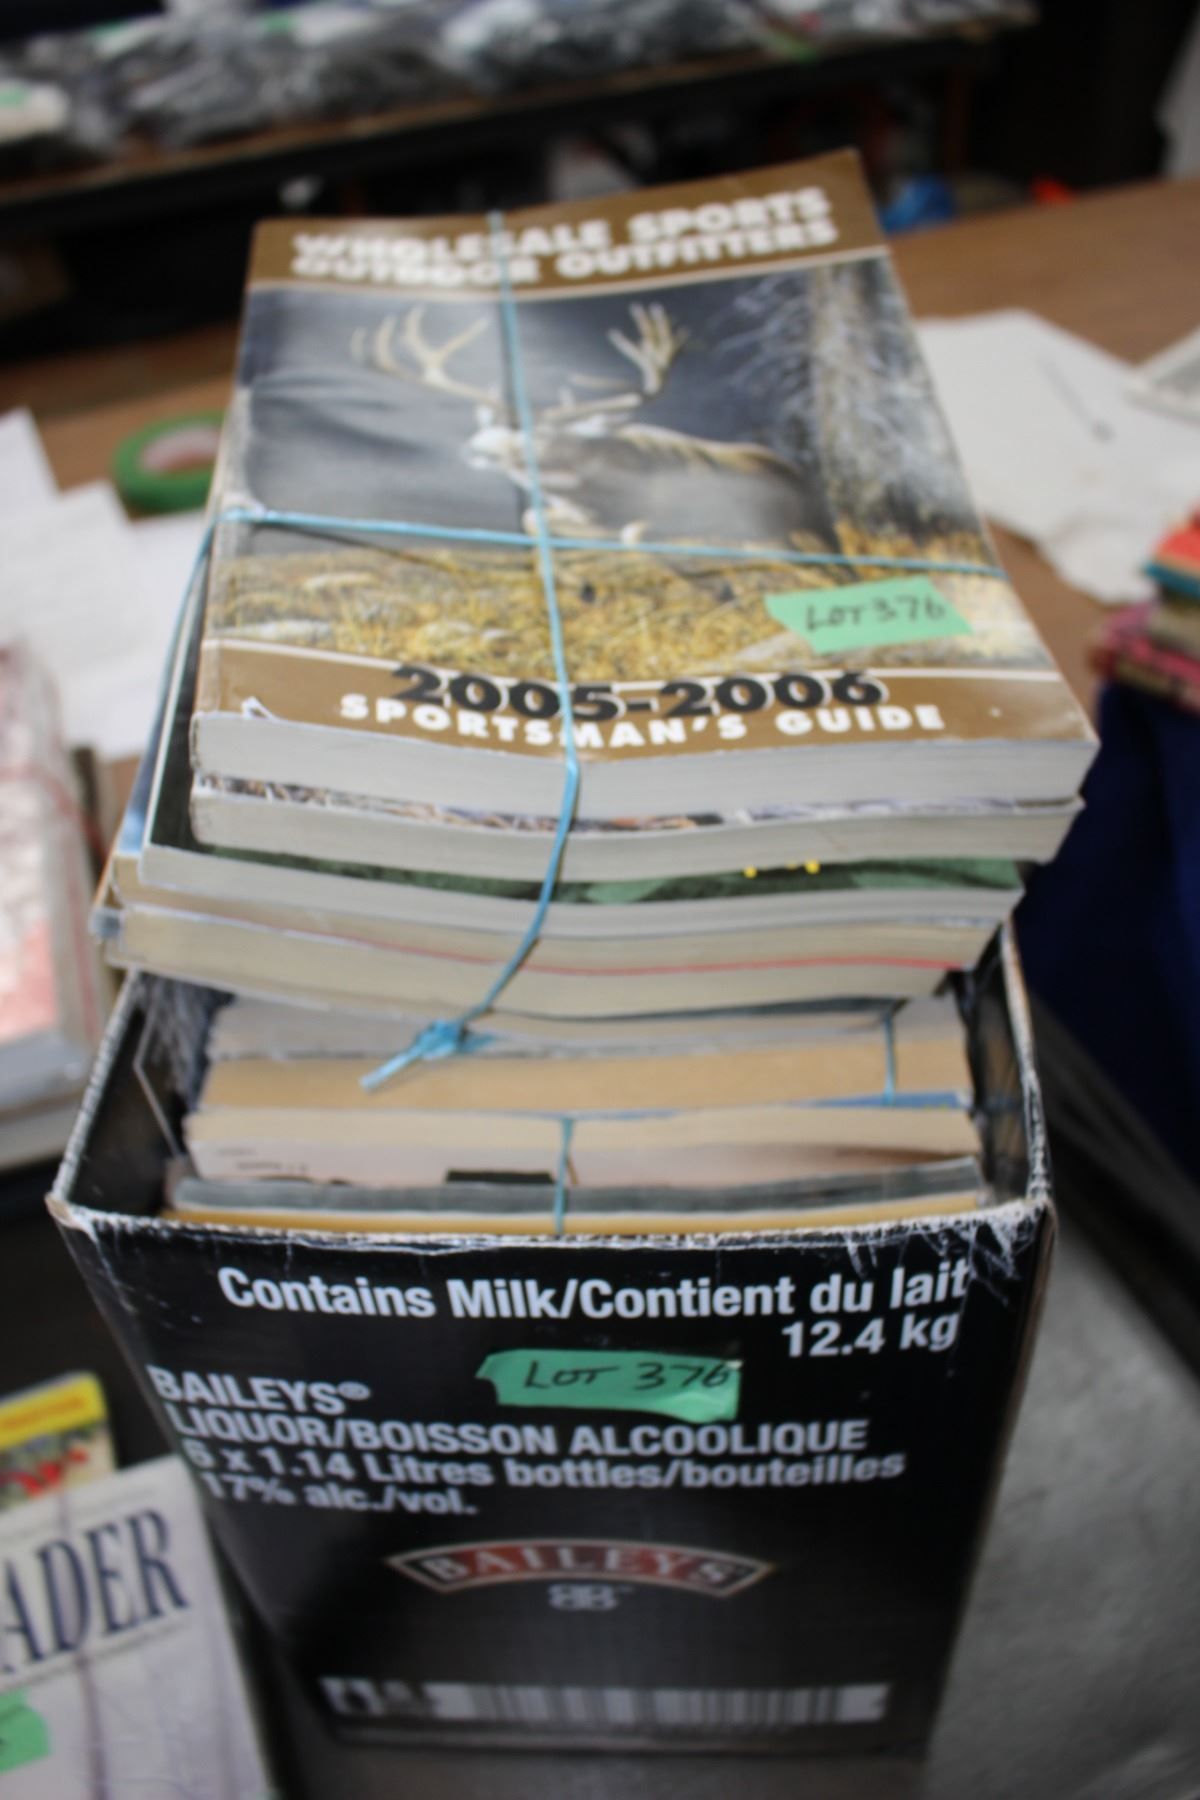 WHOLESALE SPORTS
OUTDOOR OUTFITTERS
LOT 376
2005-2006
SPORTSMAN'S GUIDE
Contains Milk/Contient du lait
12.4 kg
LOT 376
BAILEYS®
LIQUOR/BOISSON ALCOOLIQUE
6 x 1.14 Litres bottles/bouteilles
17% alc./vol.
BAILEYS
ADER